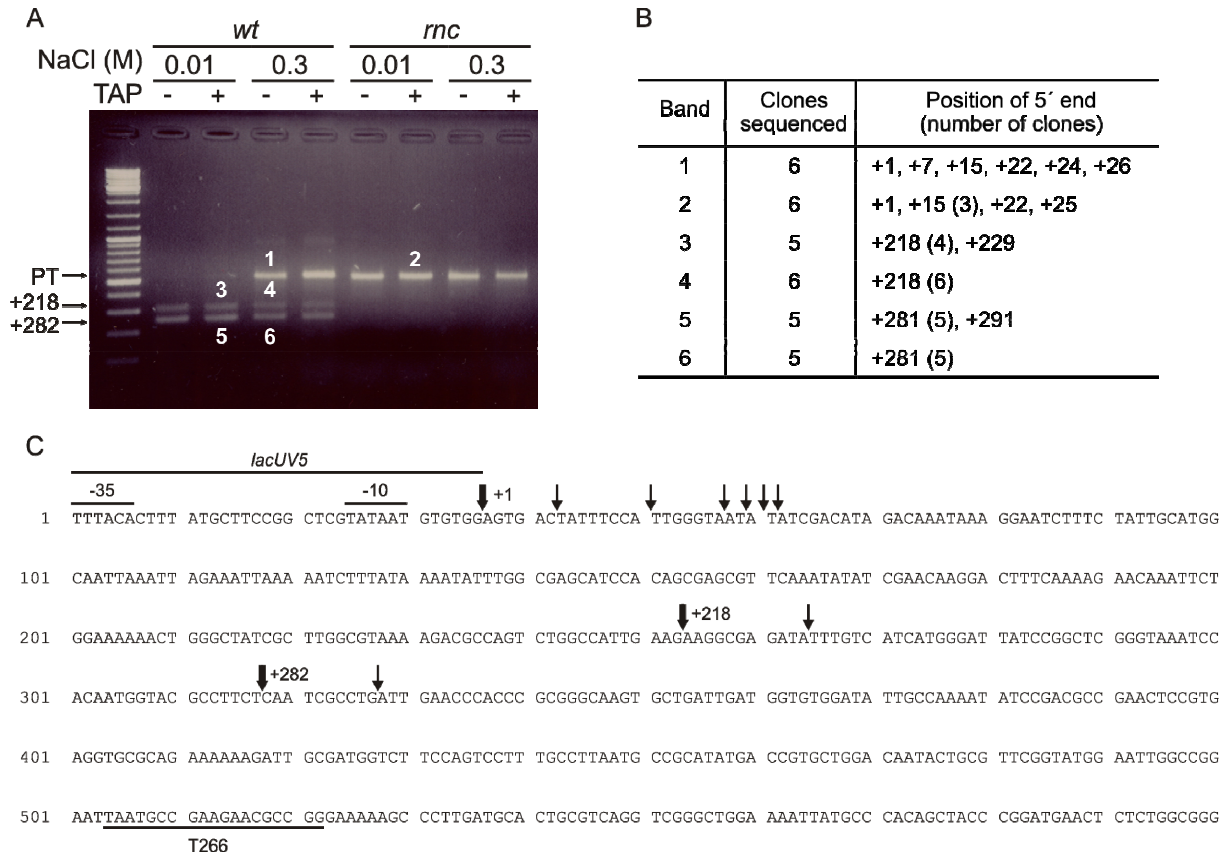 A
wt rnc
NaCl (M) 0.01 0.3 0.01 0.3
TAP - + - + - + - +
1 2
PT
3 4
+218
+282
5 6
B
Band Clones sequenced Position of 5´ end (number of clones)
1 6 +1, +7, +15, +22, +24, +26
2 6 +1, +15 (3), +22, +25
3 5 +218 (4), +229
4 6 +218 (6)
5 5 +281 (5), +291
6 5 +281 (5)
C
lacUV5
-35 -10 +1
1 TTTACACTTT ATGCTTCCGG CTCGTATAAT GTGTGGAGTG ACTATTTCCA TTGGGTAATA TATCGACATA GACAAATAAA GGAATCTTTC TATTGCATGG
101 CAATTAAATT AGAAATTAAA AATCTTTATA AAATATTTGG CGAGCATCCA CAGCGAGCGT TCAAATATAT CGAACAAGGA CTTTCAAAAG AACAAATTCT
+218
201 GGAAAAAACT GGGCTATCGC TTGGCGTAAA AGACGCCAGT CTGGCCATTG AAGAAGGCGA GATATTTGTC ATCATGGGAT TATCCGGCTC GGGTAAATCC
+282
301 ACAATGGTAC GCCTTCTCAA TCGCCTGATT GAACCCACCC GCGGGCAAGT GCTGATTGAT GGTGTGGATA TTGCCAAAAT ATCCGACGCC GAACTCCGTG
401 AGGTGCGCAG AAAAAAGATT GCGATGGTCT TCCAGTCCTT TGCCTTAATG CCGCATATGA CCGTGCTGGA CAATACTGCG TTCGGTATGG AATTGGCCGG
501 AATTAATGCC GAAGAACGCC GGGAAAAAGC CCTTGATGCA CTGCGTCAGG TCGGGCTGGA AAATTATGCC CACAGCTACC CGGATGAACT CTCTGGCGGG
T266